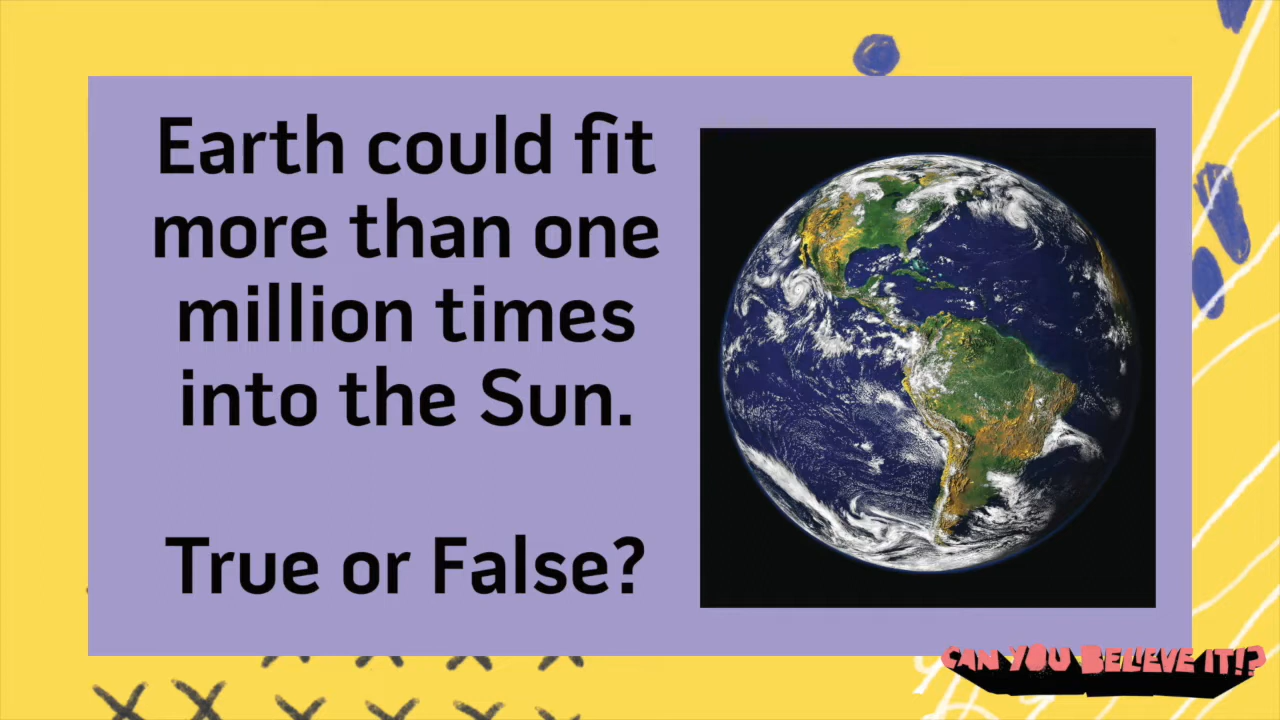 Earth could fit
more than one
million times
into the Sun.
True or False?
CAN YOU BELIEVE IT!?